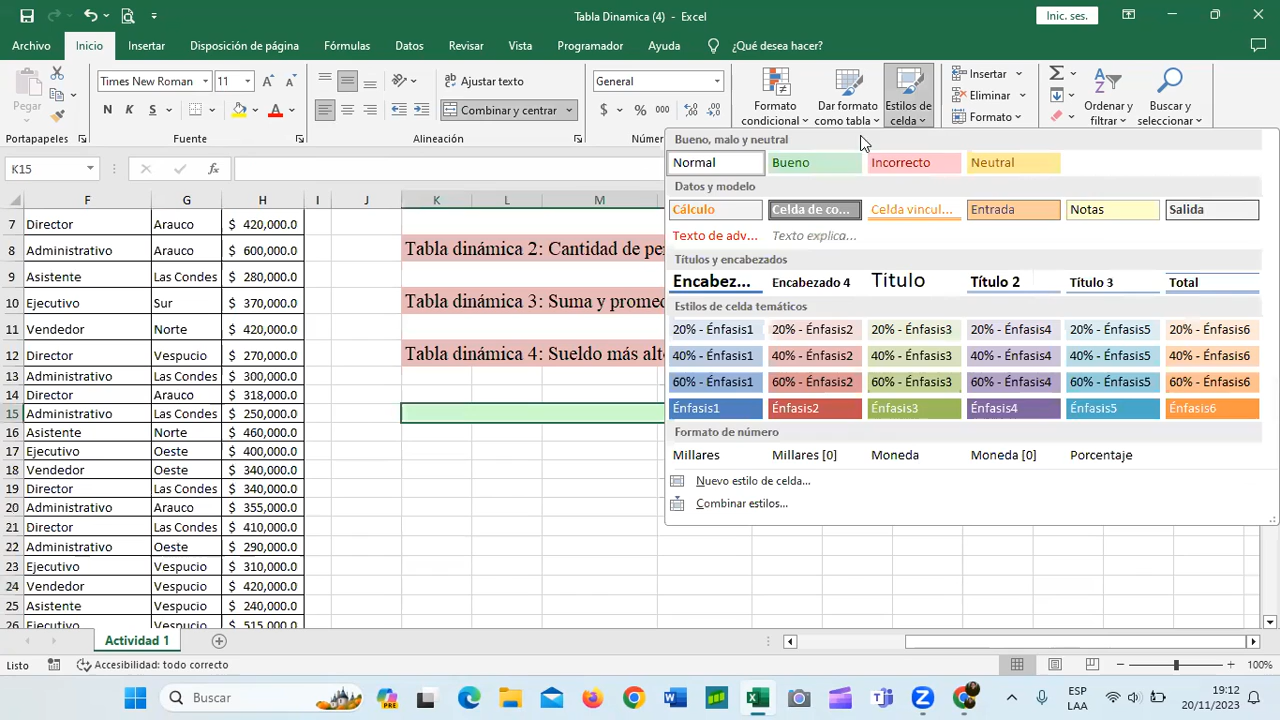 Tabla Dinamica (4) - Excel
Inic. ses.
Archivo Inicio Insertar Disposición de página Fórmulas Datos Revisar Vista Programador Ayuda ¿Qué desea hacer?
Pegar
Times New Roman 11
Ajustar texto
General
N K S
Combinar y centrar
$ % 000
Formato condicional
Dar formato como tabla
Estilos de celda
Insertar
Eliminar
Formato
Ordenar y filtrar
Buscar y seleccionar
Portapapeles Fuente Alineación
K15
fx
Bueno, malo y neutral
Normal Bueno Incorrecto Neutral
Datos y modelo
Cálculo Celda de co... Celda vincul... Entrada Notas Salida
Texto de adv... Texto explica...
Títulos y encabezados
Encabez... Encabezado 4 Título Título 2 Título 3 Total
Estilos de celda temáticos
20% - Énfasis1 20% - Énfasis2 20% - Énfasis3 20% - Énfasis4 20% - Énfasis5 20% - Énfasis6
40% - Énfasis1 40% - Énfasis2 40% - Énfasis3 40% - Énfasis4 40% - Énfasis5 40% - Énfasis6
60% - Énfasis1 60% - Énfasis2 60% - Énfasis3 60% - Énfasis4 60% - Énfasis5 60% - Énfasis6
Énfasis1 Énfasis2 Énfasis3 Énfasis4 Énfasis5 Énfasis6
Formato de número
Millares Millares [0] Moneda Moneda [0] Porcentaje
Nuevo estilo de celda...
Combinar estilos...
F G H I J K L M
7 Director Arauco $ 420,000.0
8 Administrativo Arauco $ 600,000.0 Tabla dinámica 2: Cantidad de pe
9 Asistente Las Condes $ 280,000.0
10 Ejecutivo Sur $ 370,000.0 Tabla dinámica 3: Suma y prome
11 Vendedor Norte $ 420,000.0
12 Director Vespucio $ 270,000.0 Tabla dinámica 4: Sueldo más alt
13 Administrativo Las Condes $ 300,000.0
14 Director Arauco $ 318,000.0
15 Administrativo Las Condes $ 250,000.0
16 Asistente Norte $ 460,000.0
17 Ejecutivo Oeste $ 400,000.0
18 Vendedor Oeste $ 340,000.0
19 Director Las Condes $ 340,000.0
20 Administrativo Arauco $ 355,000.0
21 Director Las Condes $ 410,000.0
22 Administrativo Oeste $ 290,000.0
23 Ejecutivo Vespucio $ 310,000.0
24 Vendedor Vespucio $ 420,000.0
25 Asistente Vespucio $ 240,000.0
26 Ejecutivo Vespucio $ 515,000.0
Actividad 1
Listo Accesibilidad: todo correcto 100%
Buscar
PRE
ESP
LAA
19:12
20/11/2023